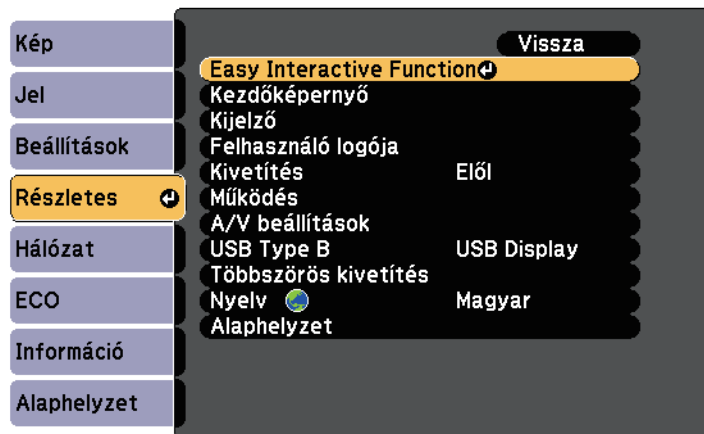 Kép
Jel
Beállítások
Részletes
Hálózat
ECO
Információ
Alaphelyzet
Vissza
Easy Interactive Function
Kezdőképernyő
Kijelző
Felhasználó logója
Kivetítés Elől
Működés
A/V beállítások
USB Type B USB Display
Többszörös kivetítés
Nyelv Magyar
Alaphelyzet